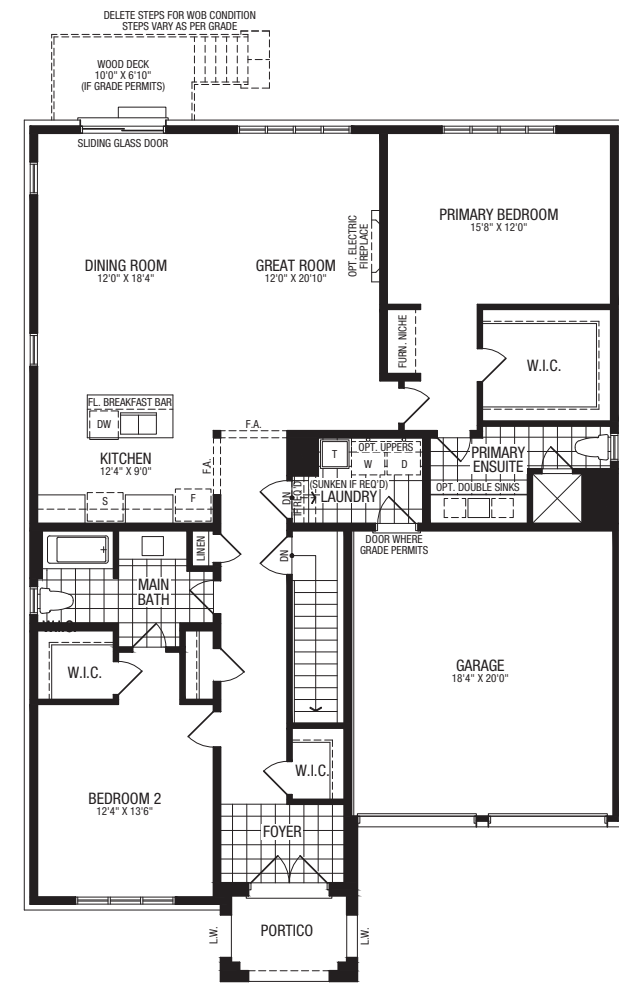 DELETE STEPS FOR WOB CONDITION
STEPS VARY AS PER GRADE
WOOD DECK
10'0" X 6'10"
(IF GRADE PERMITS)
SLIDING GLASS DOOR
PRIMARY BEDROOM
15'8" X 12'0"
DINING ROOM
12'0" X 18'4"
GREAT ROOM
12'0" X 20'10"
OPT. ELECTRIC
FIREPLACE
FURN. NICHE
W.I.C.
FL. BREAKFAST BAR
DW
F.A.
KITCHEN
12'4" X 9'0"
F.A.
S
F
T
OPT. UPPERS
W
D
(SUNKEN IF REQ'D)
LAUNDRY
DN
IF REQ'D
PRIMARY
ENSUITE
OPT. DOUBLE SINKS
DOOR WHERE
GRADE PERMITS
LINEN
DN
MAIN
BATH
W.I.C.
W.I.C.
GARAGE
18'4" X 20'0"
W.I.C.
BEDROOM 2
12'4" X 13'6"
FOYER
L.W.
PORTICO
L.W.